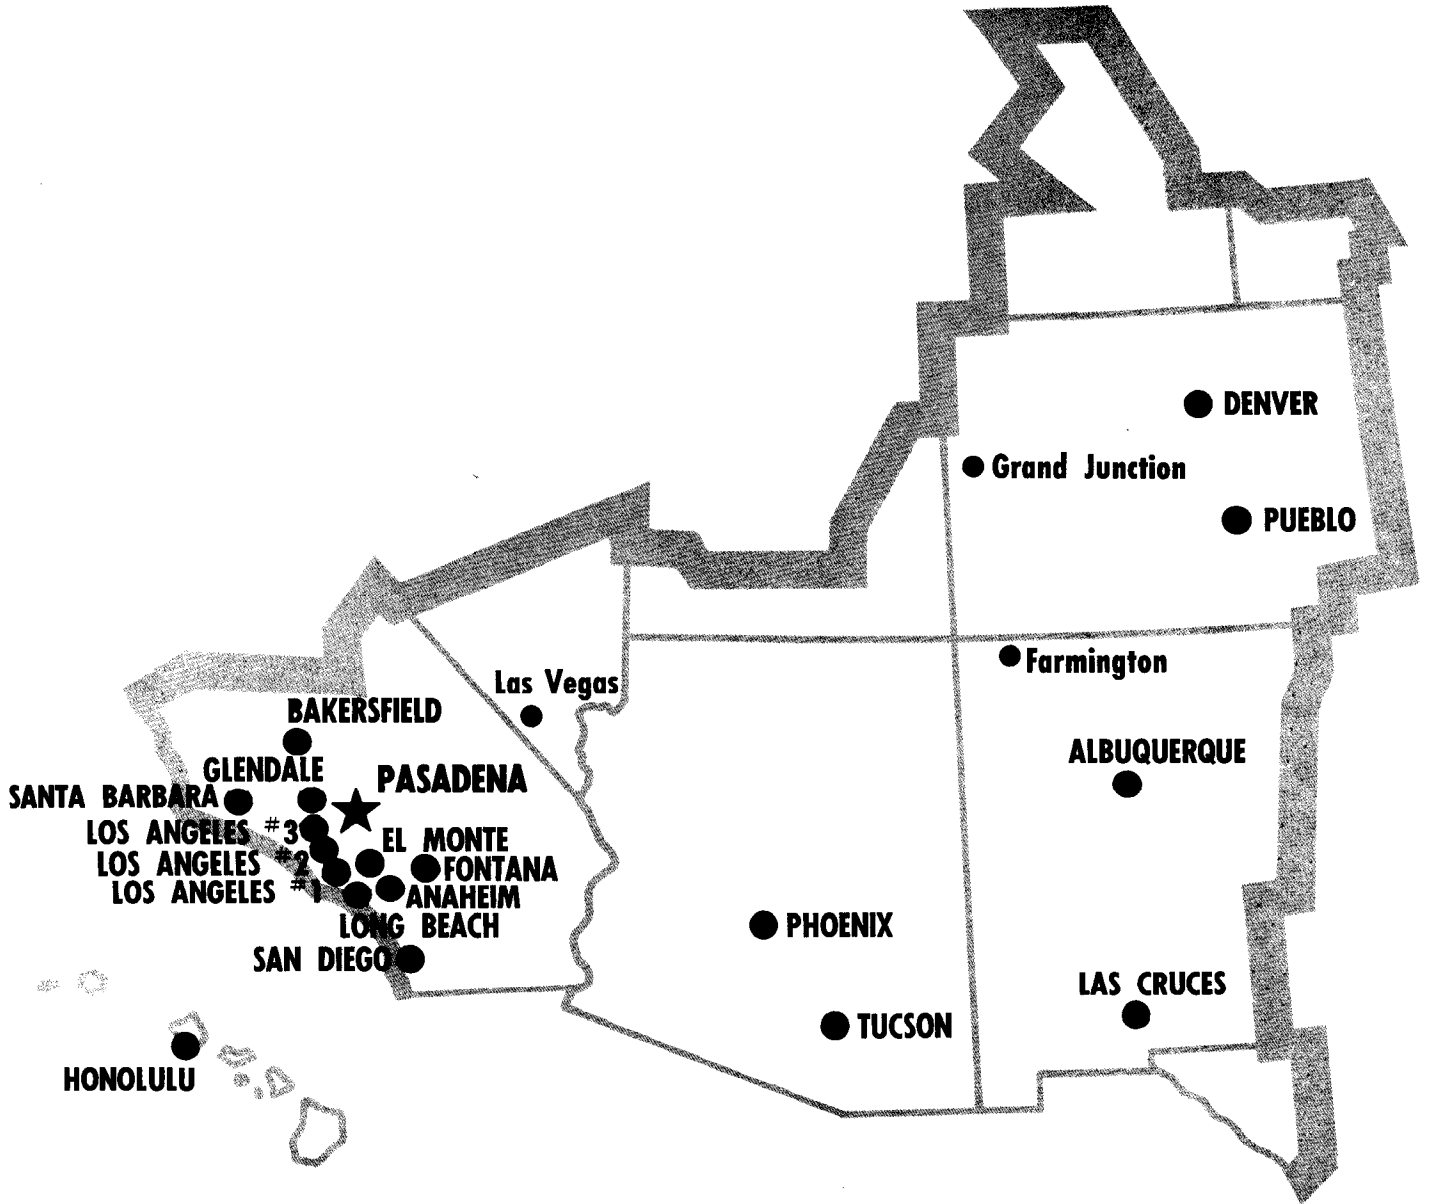 DENVER
Grand Junction
PUEBLO
Farmington
Las Vegas
BAKERSFIELD
ALBUQUERQUE
GLENDALE
PASADENA
SANTA BARBARA
LOS ANGELES #3
EL MONTE
LOS ANGELES #2
FONTANA
LOS ANGELES #1
ANAHEIM
LONG BEACH
PHOENIX
SAN DIEGO
LAS CRUCES
TUCSON
HONOLULU